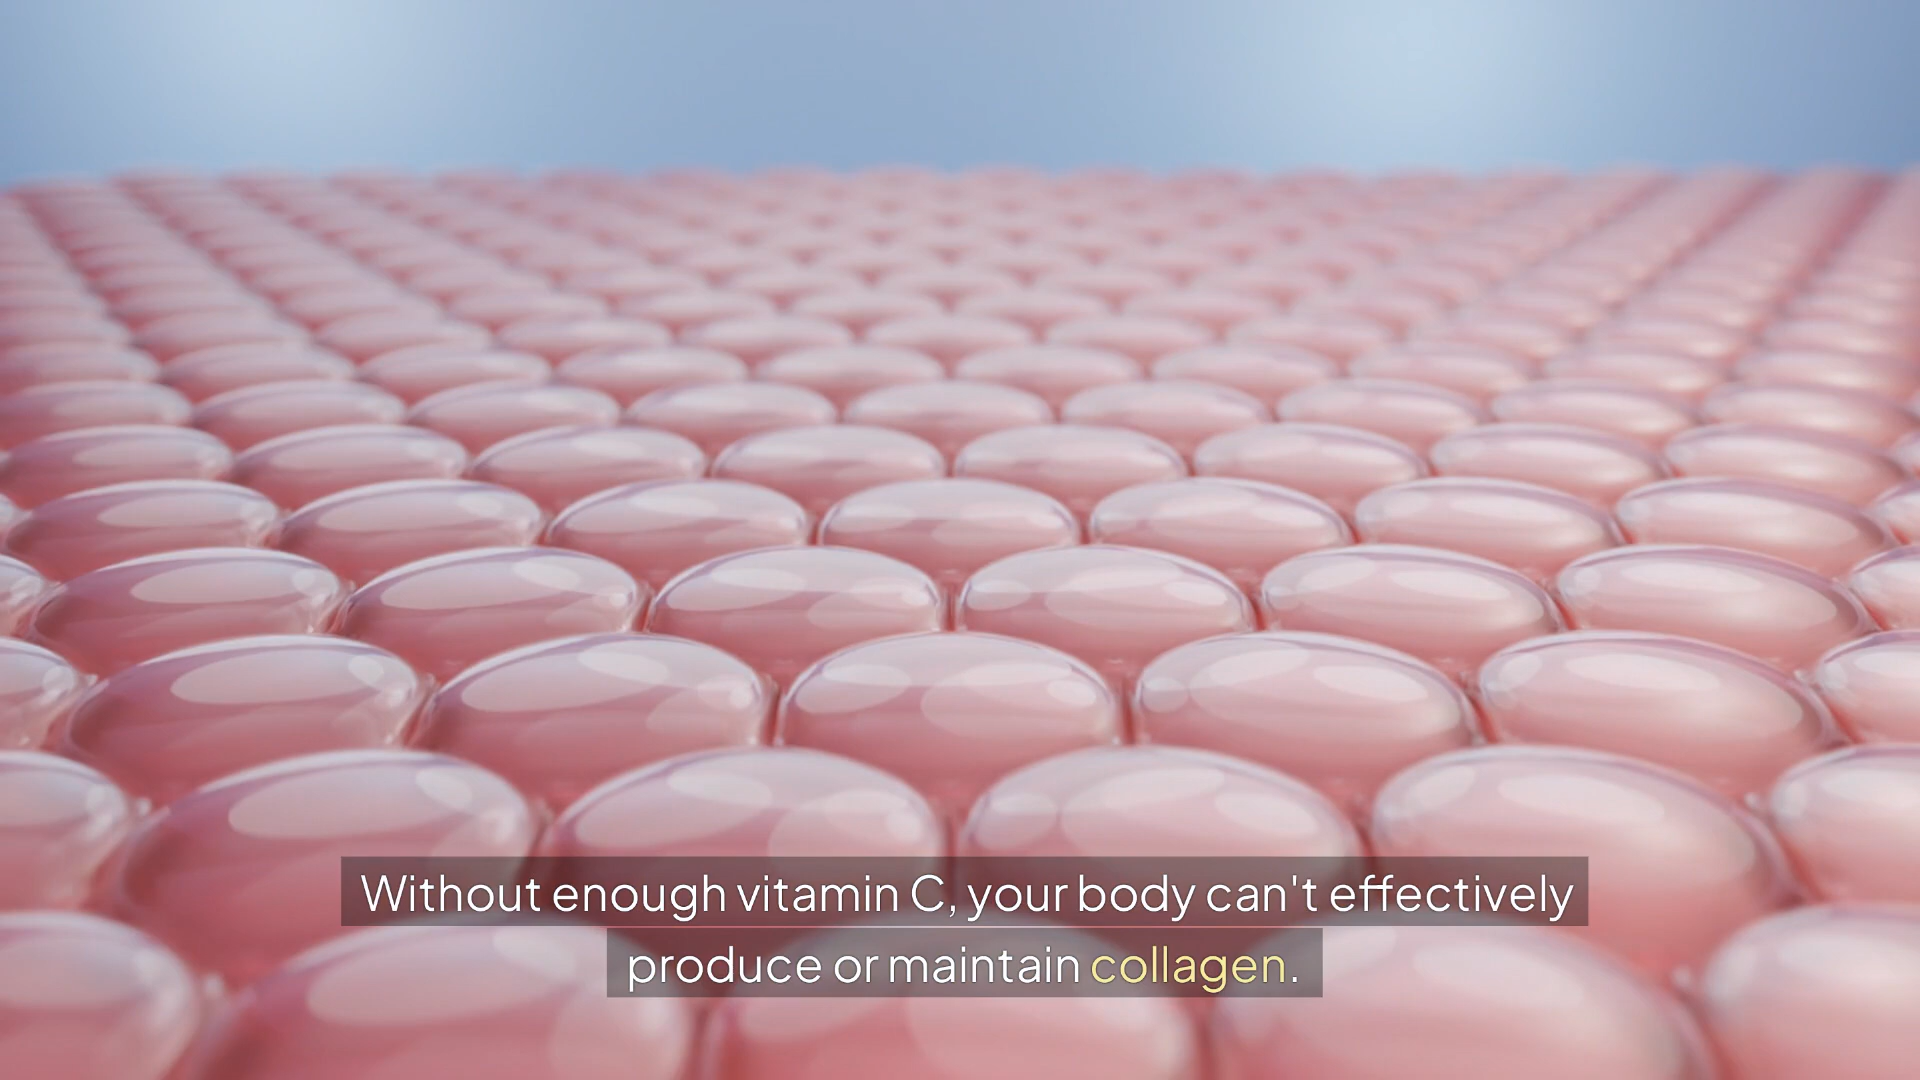 Without enough vitamin C, your body can't effectively
produce or maintain collagen.